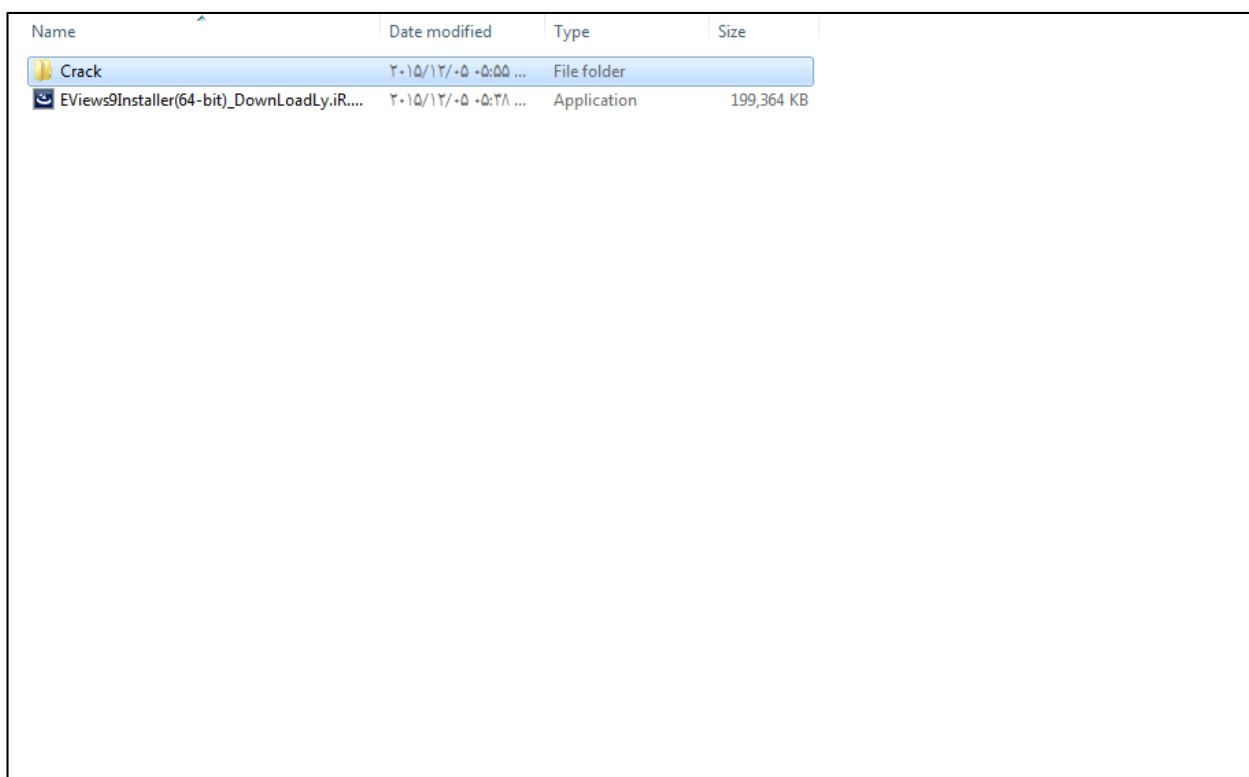 Name Date modified Type Size
Crack ۲۰۱۵/۱۲/۰۵ ۰۵:۵۵ ... File folder
EViews9Installer(64-bit)_DownLoadLy.iR.... ۲۰۱۵/۱۲/۰۵ ۰۵:۳۸ ... Application 199,364 KB